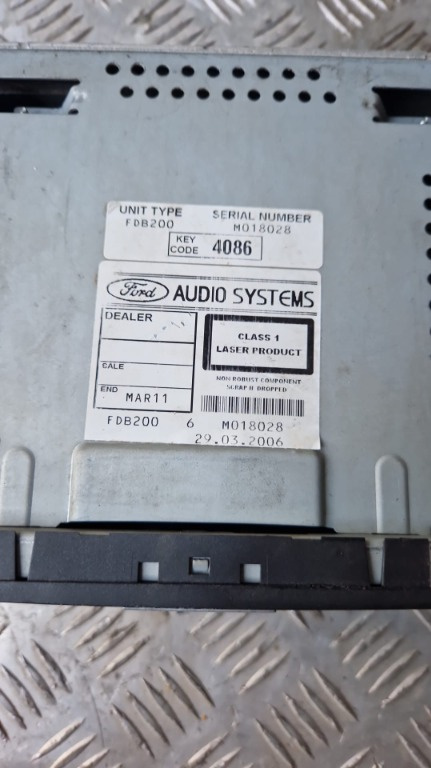 UNIT TYPE SERIAL NUMBER
FDB200 M018028
KEY CODE 4086
Ford AUDIO SYSTEMS
DEALER
CLASS 1
LASER PRODUCT
CALE
NON ROBUST COMPONENT
SCRAP IF DROPPED
END MAR11
FDB200 6 M018028
29.03.2006